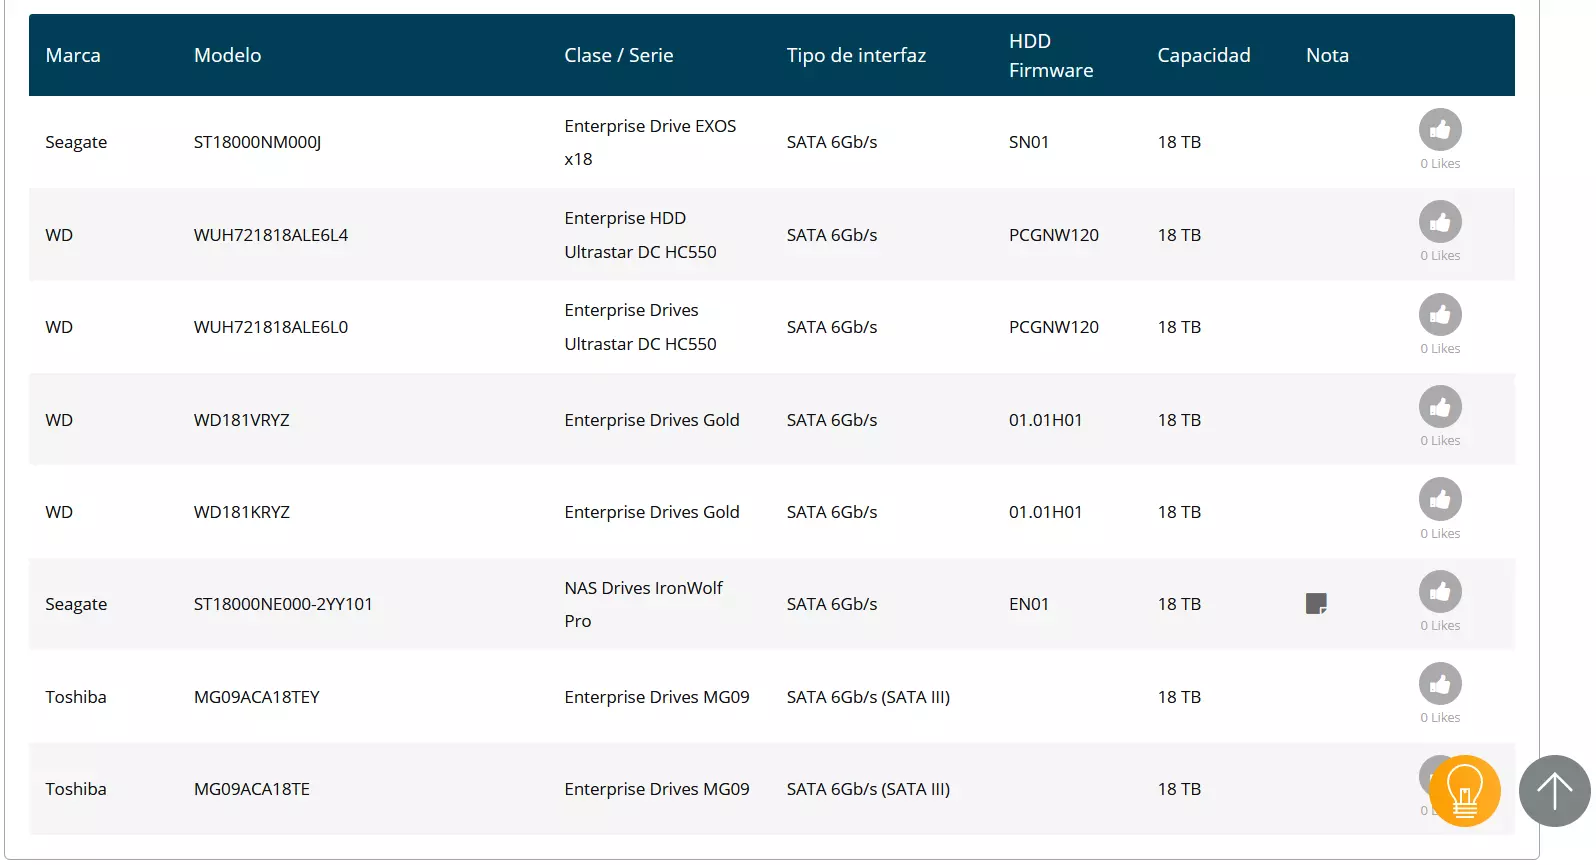 Marca Modelo Clase / Serie Tipo de interfaz HDD Firmware Capacidad Nota
Seagate ST18000NM000J Enterprise Drive EXOS x18 SATA 6Gb/s SN01 18 TB
0 Likes
WD WUH721818ALE6L4 Enterprise HDD Ultrastar DC HC550 SATA 6Gb/s PCGNW120 18 TB
0 Likes
WD WUH721818ALE6L0 Enterprise Drives Ultrastar DC HC550 SATA 6Gb/s PCGNW120 18 TB
0 Likes
WD WD181VRYZ Enterprise Drives Gold SATA 6Gb/s 01.01H01 18 TB
0 Likes
WD WD181KRYZ Enterprise Drives Gold SATA 6Gb/s 01.01H01 18 TB
0 Likes
Seagate ST18000NE000-2YY101 NAS Drives IronWolf Pro SATA 6Gb/s EN01 18 TB
0 Likes
Toshiba MG09ACA18TEY Enterprise Drives MG09 SATA 6Gb/s (SATA III) 18 TB
0 Likes
Toshiba MG09ACA18TE Enterprise Drives MG09 SATA 6Gb/s (SATA III) 18 TB
0